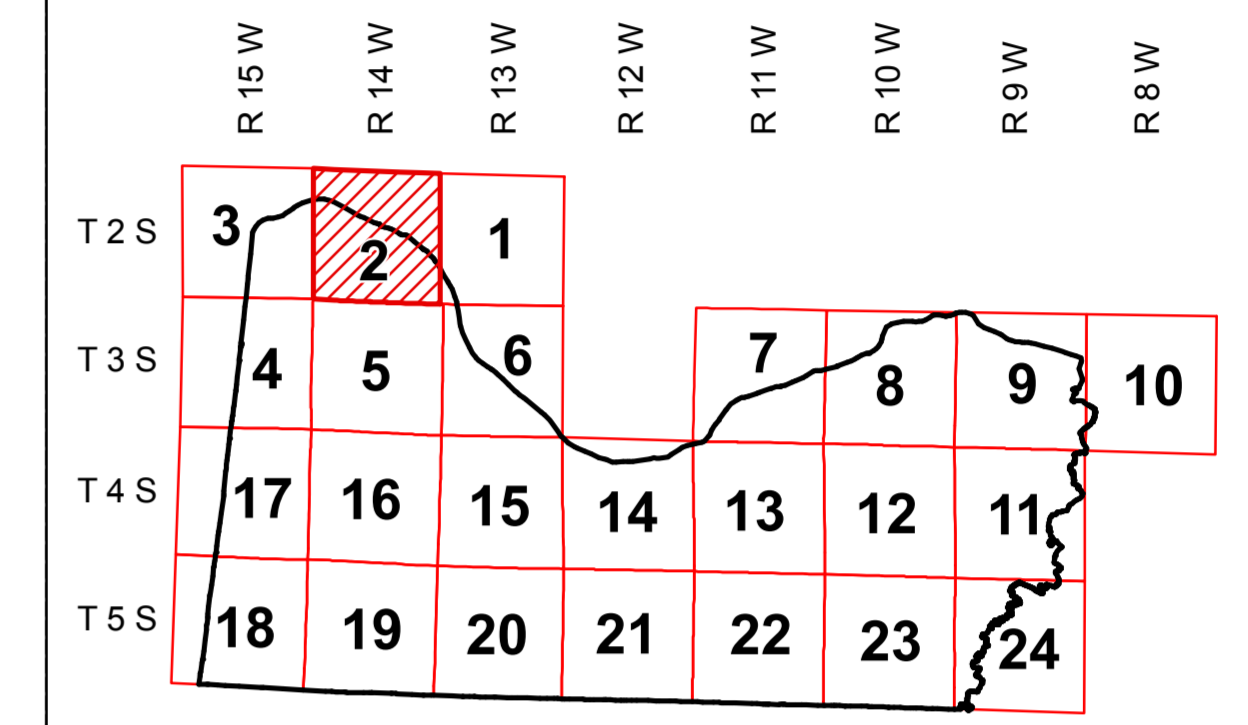 R 15 W R 14 W R 13 W R 12 W R 11 W R 10 W R 9 W R 8 W
T 2 S 3 2 1
T 3 S 4 5 6 7 8 9 10
T 4 S 17 16 15 14 13 12 11
T 5 S 18 19 20 21 22 23 24